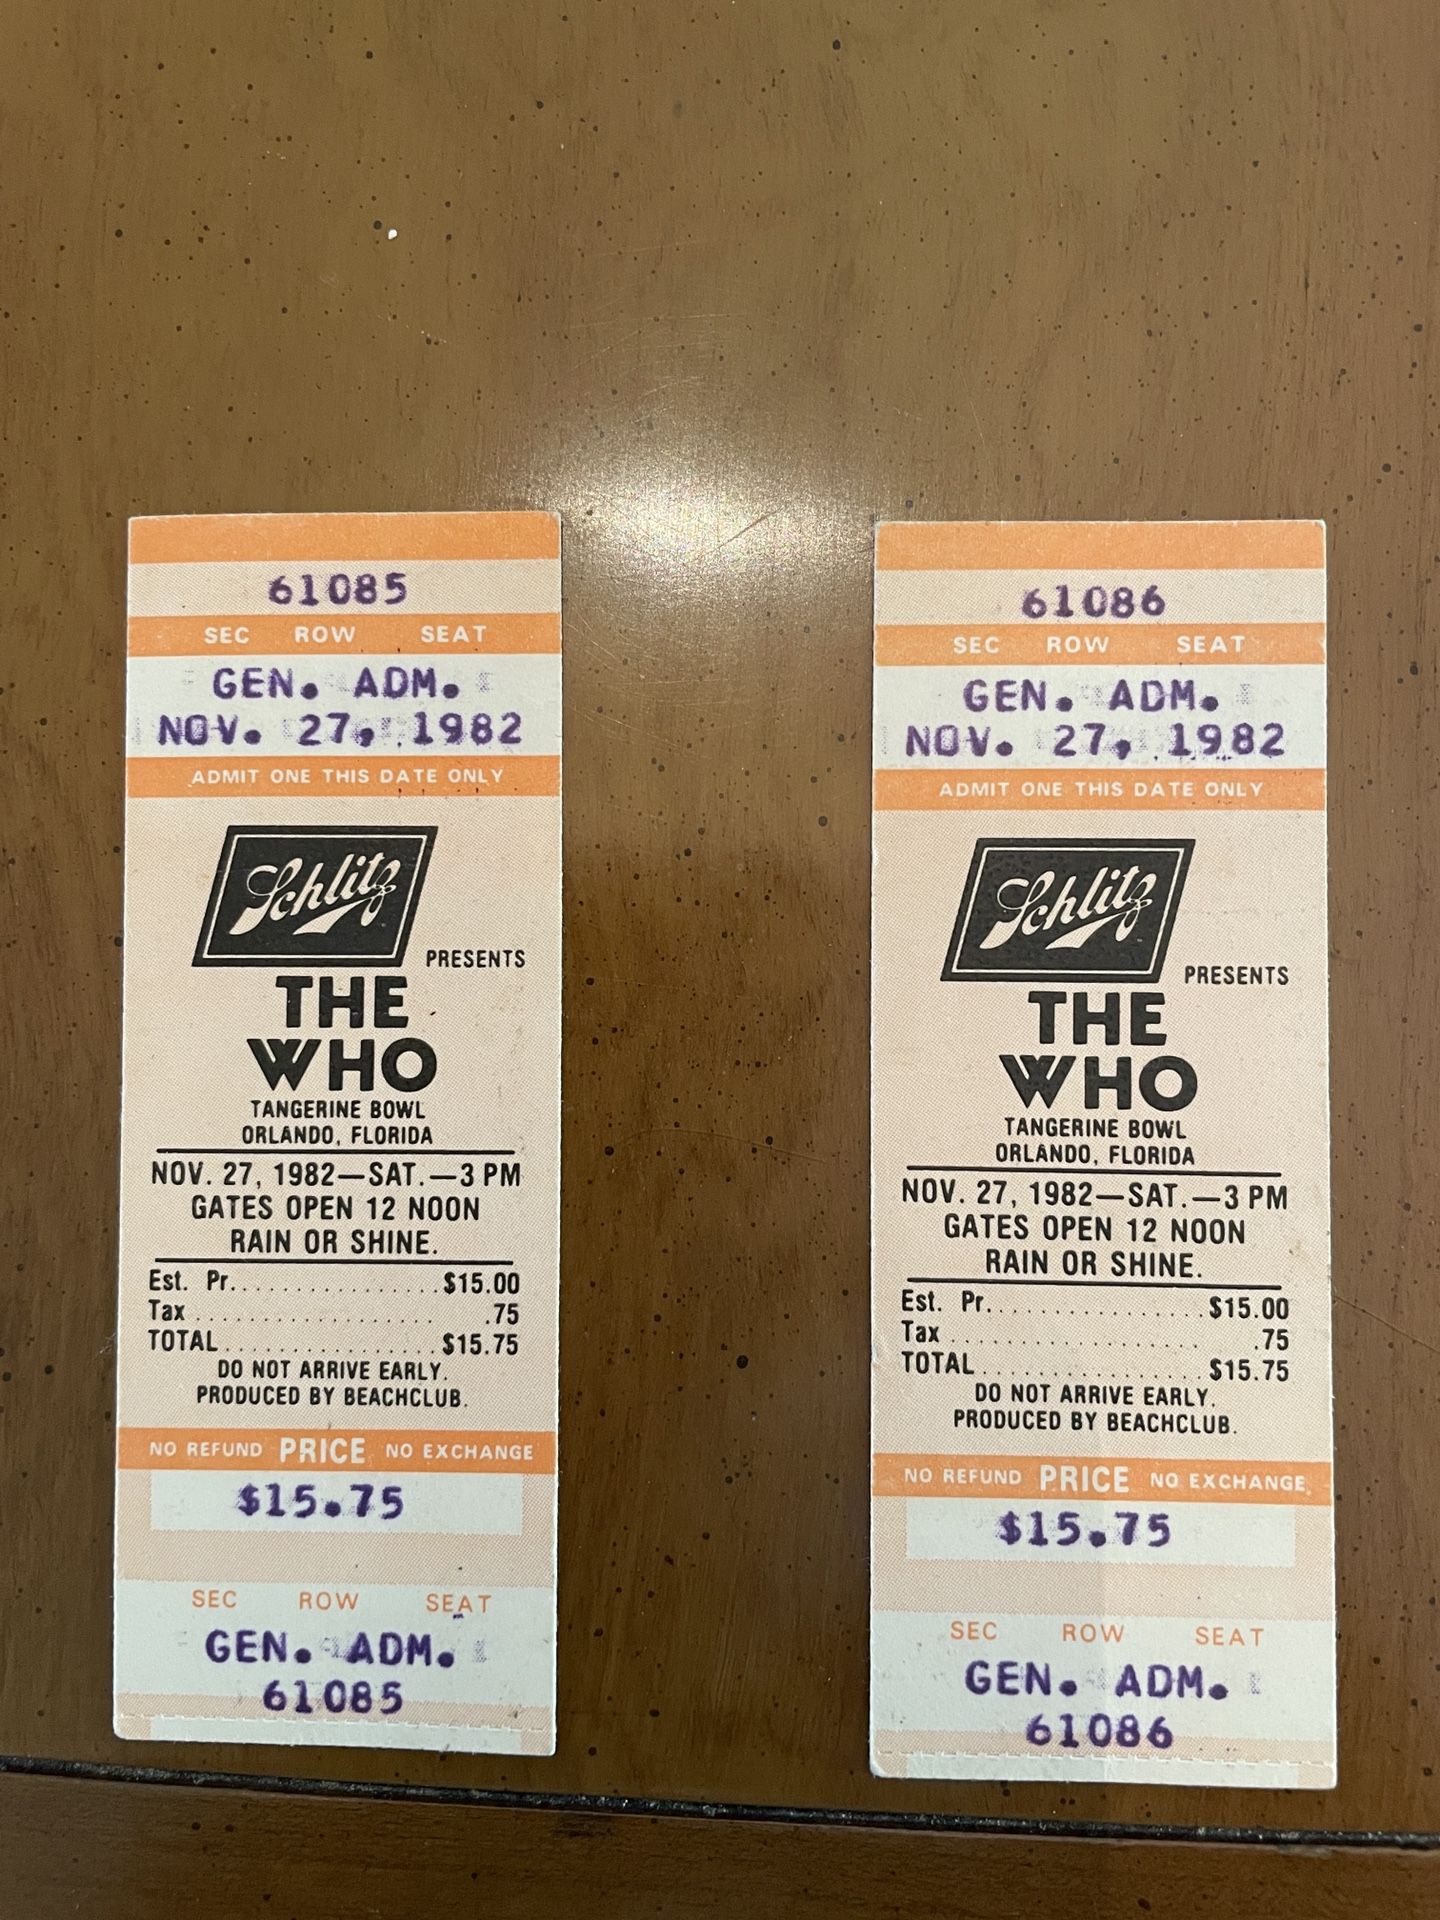 61085
SEC ROW SEAT
GEN. ADM.
NOV. 27, 1982
ADMIT ONE THIS DATE ONLY
Schlitz
PRESENTS
THE
WHO
TANGERINE BOWL
ORLANDO, FLORIDA
NOV. 27, 1982—SAT.—3 PM
GATES OPEN 12 NOON
RAIN OR SHINE.
Est. Pr...................$15.00
Tax ................... .75
TOTAL.................$15.75
DO NOT ARRIVE EARLY.
PRODUCED BY BEACHCLUB.
NO REFUND PRICE NO EXCHANGE
$15.75
SEC ROW SEAT
GEN. ADM.
61085
61086
SEC ROW SEAT
GEN. ADM.
NOV. 27, 1982
ADMIT ONE THIS DATE ONLY
Schlitz
PRESENTS
THE
WHO
TANGERINE BOWL
ORLANDO, FLORIDA
NOV. 27, 1982—SAT.—3 PM
GATES OPEN 12 NOON
RAIN OR SHINE.
Est. Pr...................$15.00
Tax ................... .75
TOTAL.................$15.75
DO NOT ARRIVE EARLY.
PRODUCED BY BEACHCLUB.
NO REFUND PRICE NO EXCHANGE
$15.75
SEC ROW SEAT
GEN. ADM.
61086